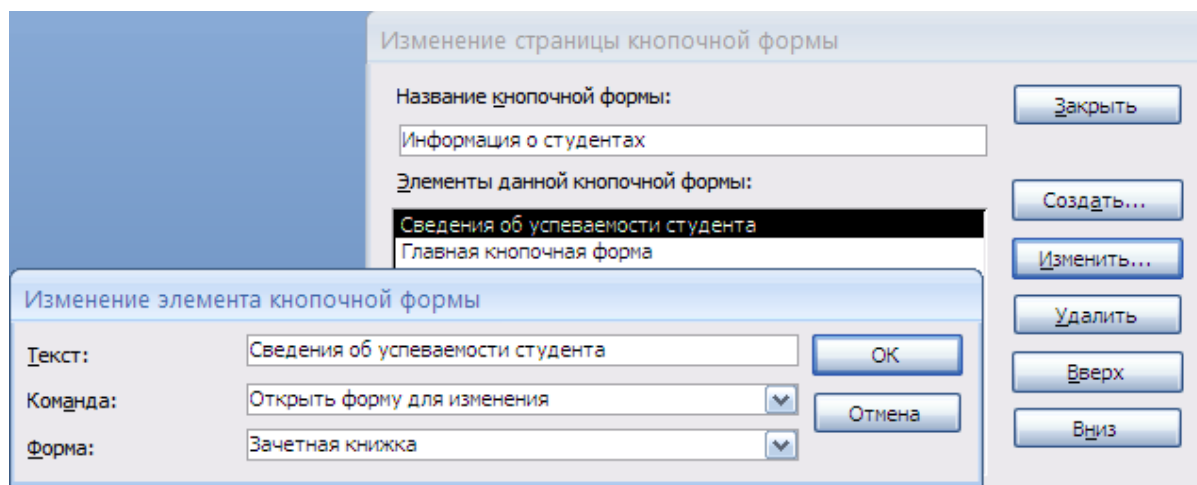 Изменение страницы кнопочной формы
Название кнопочной формы:
Закрыть
Информация о студентах
Элементы данной кнопочной формы:
Создать...
Сведения об успеваемости студента
Главная кнопочная форма
Изменить...
Изменение элемента кнопочной формы
Удалить
Текст:
Сведения об успеваемости студента
ОК
Вверх
Команда:
Открыть форму для изменения
Отмена
Вниз
Форма:
Зачетная книжка